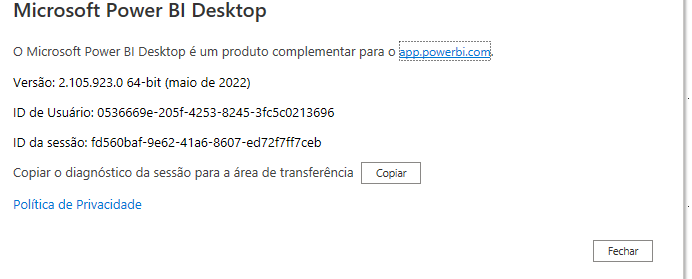 Microsoft Power BI Desktop
O Microsoft Power BI Desktop é um produto complementar para o app.powerbi.com.
Versão: 2.105.923.0 64-bit (maio de 2022)
ID de Usuário: 0536669e-205f-4253-8245-3fc5c0213696
ID da sessão: fd560baf-9e62-41a6-8607-ed72f7ff7ceb
Copiar o diagnóstico da sessão para a área de transferência Copiar
Política de Privacidade
Fechar